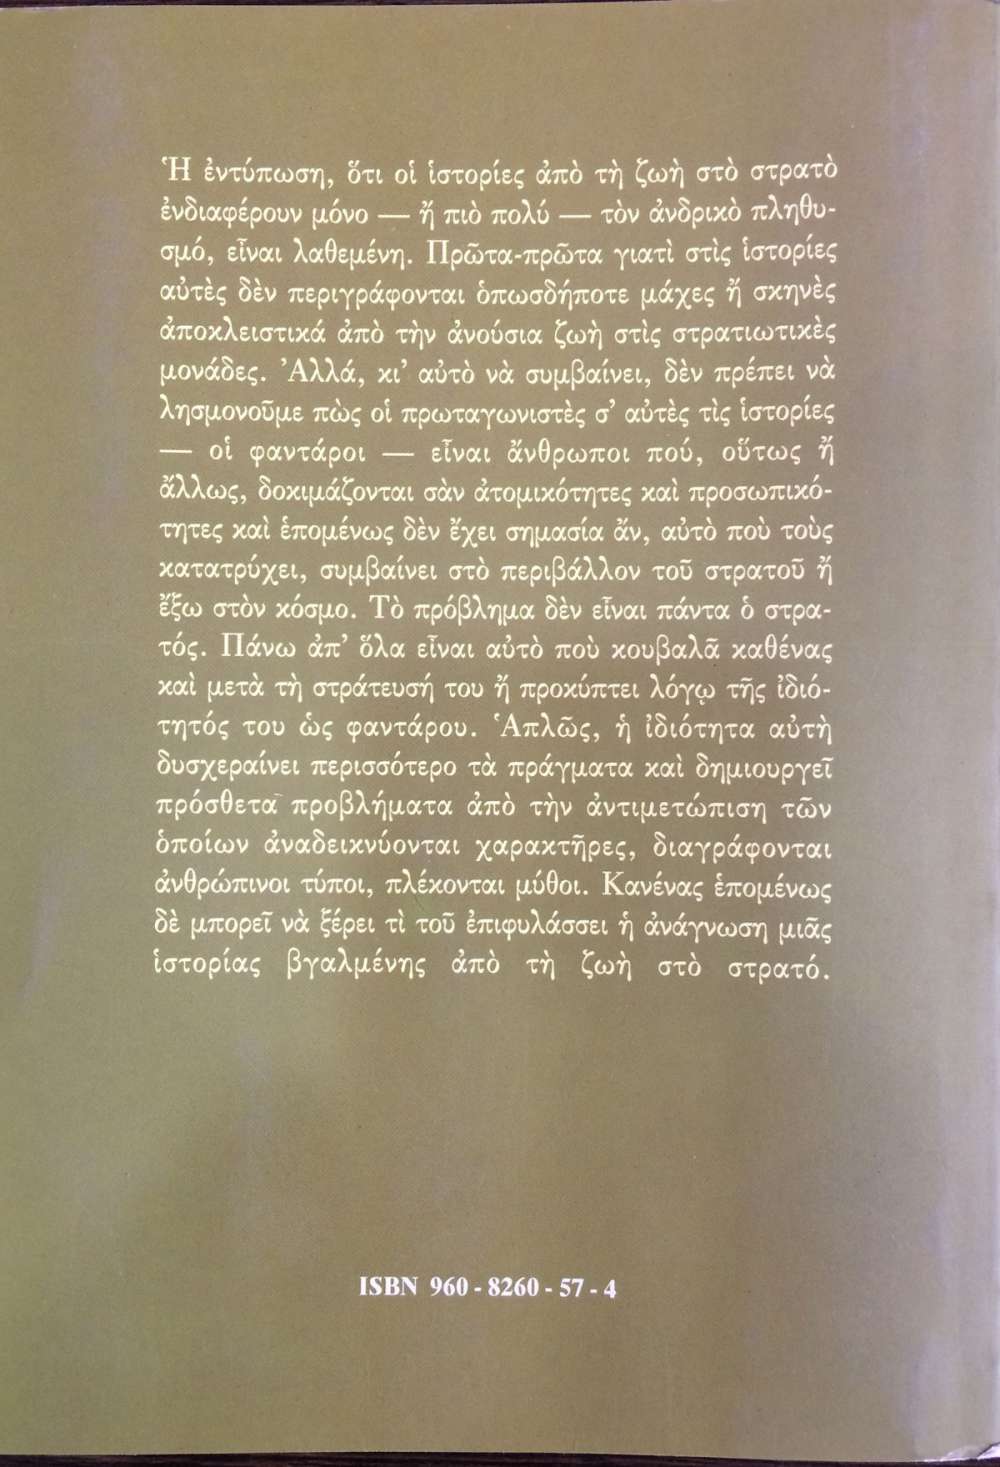 Ἡ ἐντύπωση, ὅτι οἱ ἱστορίες ἀπὸ τὴ ζωὴ στὸ στρατὸ
ἐνδιαφέρουν μόνο — ἤ πιὸ πολύ — τὸν ἀνδρικὸ πληθυ-
σμό, εἶναι λαθεμένη. Πρῶτα-πρῶτα γιατὶ στὶς ἱστορίες
αὐτὲς δὲν περιγράφονται ὁπωσδήποτε μάχες ἤ σκηνὲς
ἀποκλειστικά ἀπὸ τὴν ἀνούσια ζωὴ στὶς στρατιωτικὲς
μονάδες. Ἀλλά, κι' αὐτὸ νὰ συμβαίνει, δὲν πρέπει νὰ
λησμονοῦμε πὼς οἱ πρωταγωνιστὲς σ' αὐτὲς τὶς ἱστορίες
— οἱ φαντάροι — εἶναι ἄνθρωποι πού, οὕτως ἤ
ἄλλως, δοκιμάζονται σὰν ἀτομικότητες καὶ προσωπικό-
τητες καὶ ἑπομένως δὲν ἔχει σημασία ἄν, αὐτὸ ποὺ τοὺς
κατατρύχει, συμβαίνει στὸ περιβάλλον τοῦ στρατοῦ ἤ
ἔξω στὸν κόσμο. Τὸ πρόβλημα δὲν εἶναι πάντα ὁ στρα-
τός. Πάνω ἀπ' ὅλα εἶναι αὐτὸ ποὺ κουβαλᾶ καθένας
καὶ μετὰ τὴ στράτευσή του ἤ προκύπτει λόγῳ τῆς ἰδιό-
τητός του ὡς φαντάρου. Ἁπλῶς, ἡ ἰδιότητα αὐτὴ
δυσχεραίνει περισσότερο τὰ πράγματα καὶ δημιουργεῖ
πρόσθετα προβλήματα ἀπὸ τὴν ἀντιμετώπιση τῶν
ὁποίων ἀναδεικνύονται χαρακτῆρες, διαγράφονται
ἀνθρώπινοι τύποι, πλέκονται μύθοι. Κανένας ἑπομένως
δὲ μπορεῖ νὰ ξέρει τὶ τοῦ ἐπιφυλάσσει ἡ ἀνάγνωση μιᾶς
ἱστορίας βγαλμένης ἀπὸ τὴ ζωὴ στὸ στρατό.
ISBN 960 - 8260 - 57 - 4